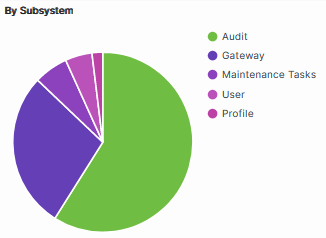 By Subsystem
Audit
Gateway
Maintenance Tasks
User
Profile